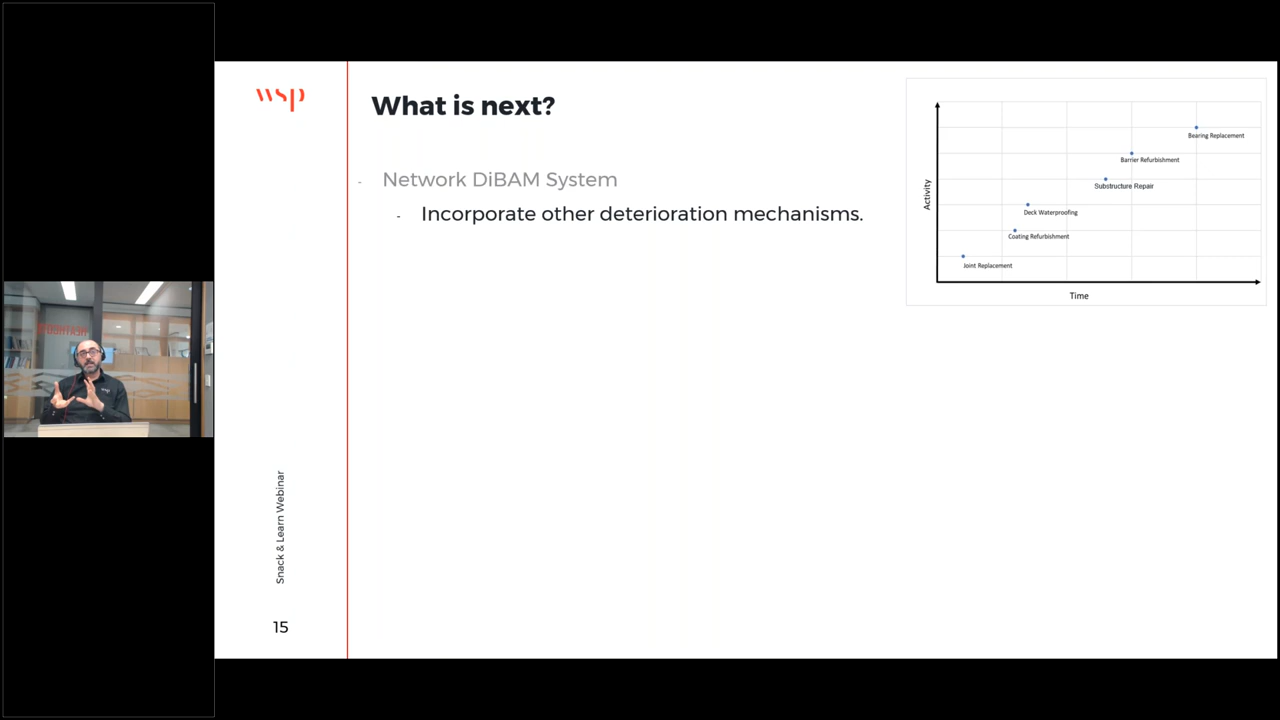 wsp
What is next?
- Network DiBAM System
- Incorporate other deterioration mechanisms.
Activity
Bearing Replacement
Barrier Refurbishment
Substructure Repair
Deck Waterproofing
Coating Refurbishment
Joint Replacement
Time
Snack & Learn Webinar
15
wsp